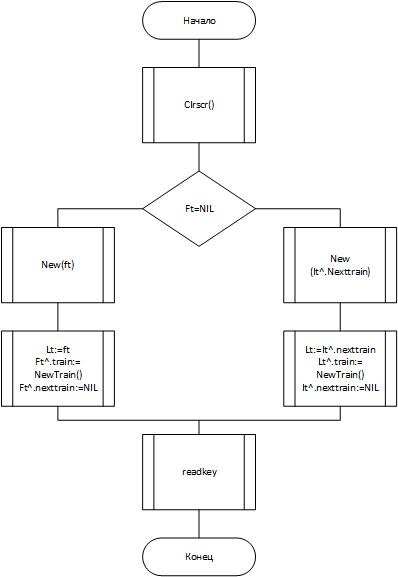 Начало
Clrscr()
Ft=NIL
New(ft)
New
(lt^.Nexttrain)
Lt:=ft
Ft^.train:=
NewTrain()
Ft^.nexttrain:=NIL
Lt:=lt^.nexttrain
Lt^.train:=
NewTrain()
lt^.nexttrain:=NIL
readkey
Конец